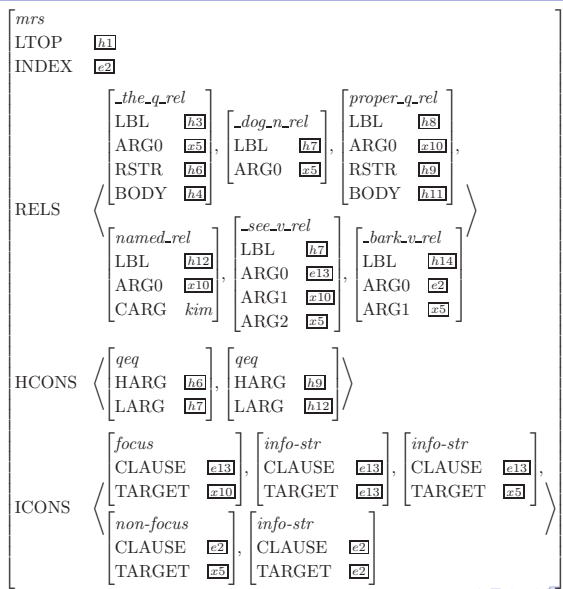 mrs
LTOP h1
INDEX e2
RELS
_the_q_rel
LBL h3
ARG0 x5
RSTR h6
BODY h4
,
_dog_n_rel
LBL h7
ARG0 x5
,
proper_q_rel
LBL h8
ARG0 x10
RSTR h9
BODY h11
,
named_rel
LBL h12
ARG0 x10
CARG kim
,
_see_v_rel
LBL h7
ARG0 e13
ARG1 x10
ARG2 x5
,
_bark_v_rel
LBL h14
ARG0 e2
ARG1 x5
HCONS
qeq
HARG h6
LARG h7
,
qeq
HARG h9
LARG h12
ICONS
focus
CLAUSE e13
TARGET x10
,
info-str
CLAUSE e13
TARGET e13
,
info-str
CLAUSE e13
TARGET x5
,
non-focus
CLAUSE e2
TARGET x5
,
info-str
CLAUSE e2
TARGET e2